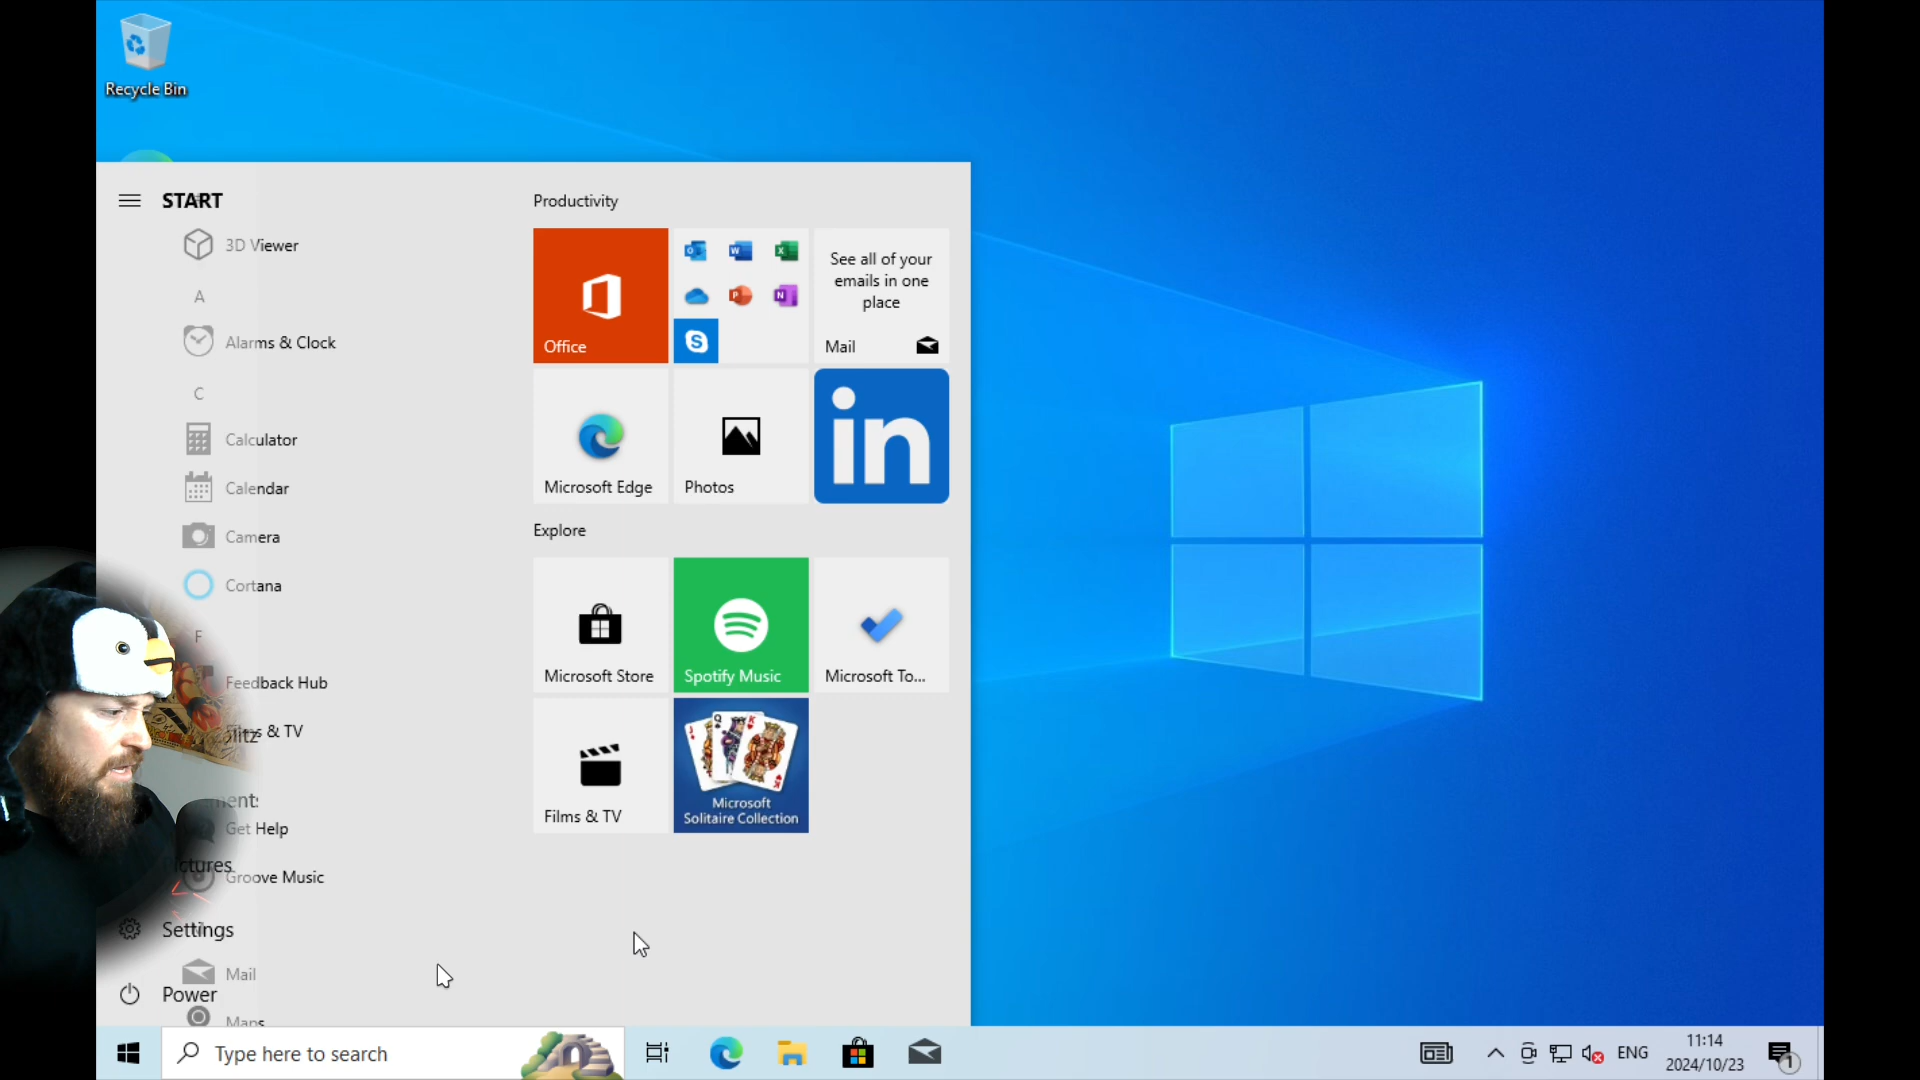 Recycle Bin
START
3D Viewer
A
Alarms & Clock
C
Calculator
Calendar
Camera
Cortana
F
Feedback Hub
& TV
Get Help
Pictures
Groove Music
Settings
Mail
Power
Maps
Productivity
Office
See all of your
emails in one
place
Mail
Microsoft Edge
Photos
in
Explore
Microsoft Store
Spotify Music
Microsoft To...
Films & TV
Microsoft
Solitaire Collection
Type here to search
ENG
11:14
2024/10/23
1